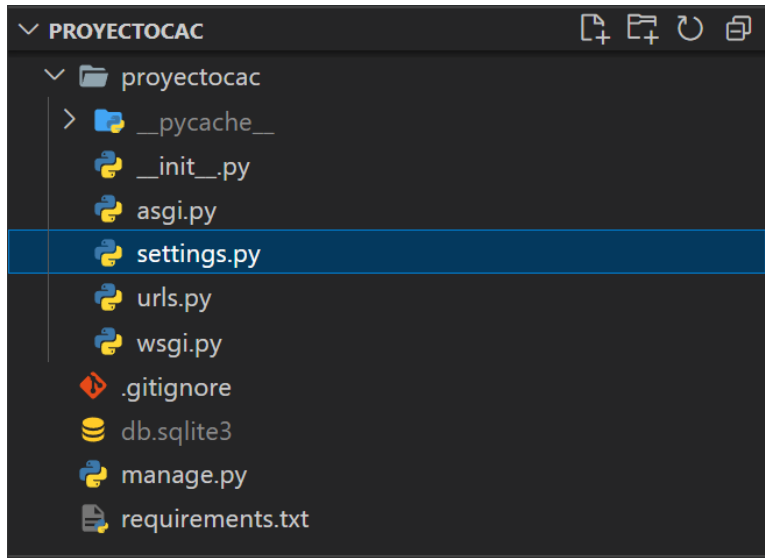 PROYECTOCAC
proyectocac
__pycache__
__init__.py
asgi.py
settings.py
urls.py
wsgi.py
.gitignore
db.sqlite3
manage.py
requirements.txt